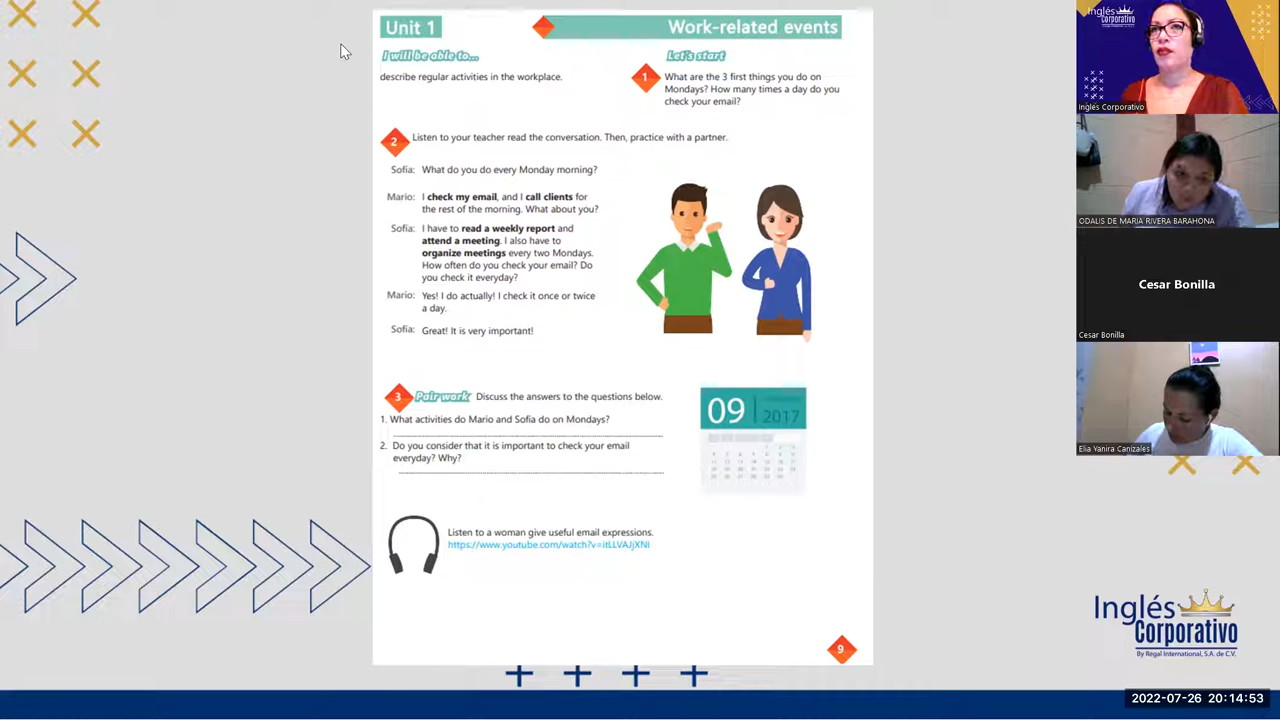 Unit 1
Work-related events
I will be able to...
describe regular activities in the workplace.
Let's start
1
What are the 3 first things you do on
Mondays? How many times a day do you
check your email?
2
Listen to your teacher read the conversation. Then, practice with a partner.
Sofía: What do you do every Monday morning?
Mario: I check my email, and I call clients for
the rest of the morning. What about you?
Sofía: I have to read a weekly report and
attend a meeting. I also have to
organize meetings every two Mondays.
How often do you check your email? Do
you check it everyday?
Mario: Yes! I do actually! I check it once or twice
a day.
Sofía: Great! It is very important!
3
Pair work Discuss the answers to the questions below.
1. What activities do Mario and Sofía do on Mondays?
2. Do you consider that it is important to check your email
everyday? Why?
09
2017
Listen to a woman give useful email expressions.
https://www.youtube.com/watch?v=itLLVAJjXNI
9
Inglés
Corporativo
Inglés Corporativo
ODALIS DE MARIA RIVERA BARAHONA
Cesar Bonilla
Cesar Bonilla
Elia Yanira Canizales
Inglés
Corporativo
By Regal International, S.A. de C.V.
2022-07-26 20:14:53